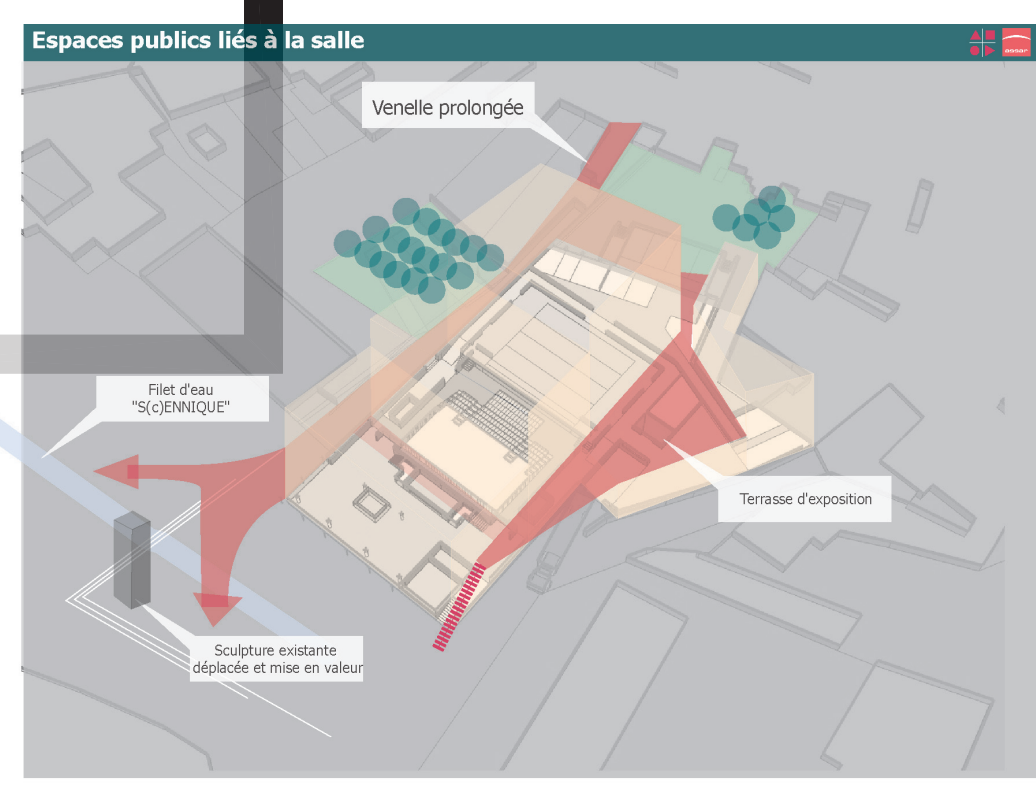 Espaces publics liés à la salle
assar
Venelle prolongée
Filet d'eau
"S(c)ENNIQUE"
Terrasse d'exposition
Sculpture existante
déplacée et mise en valeur